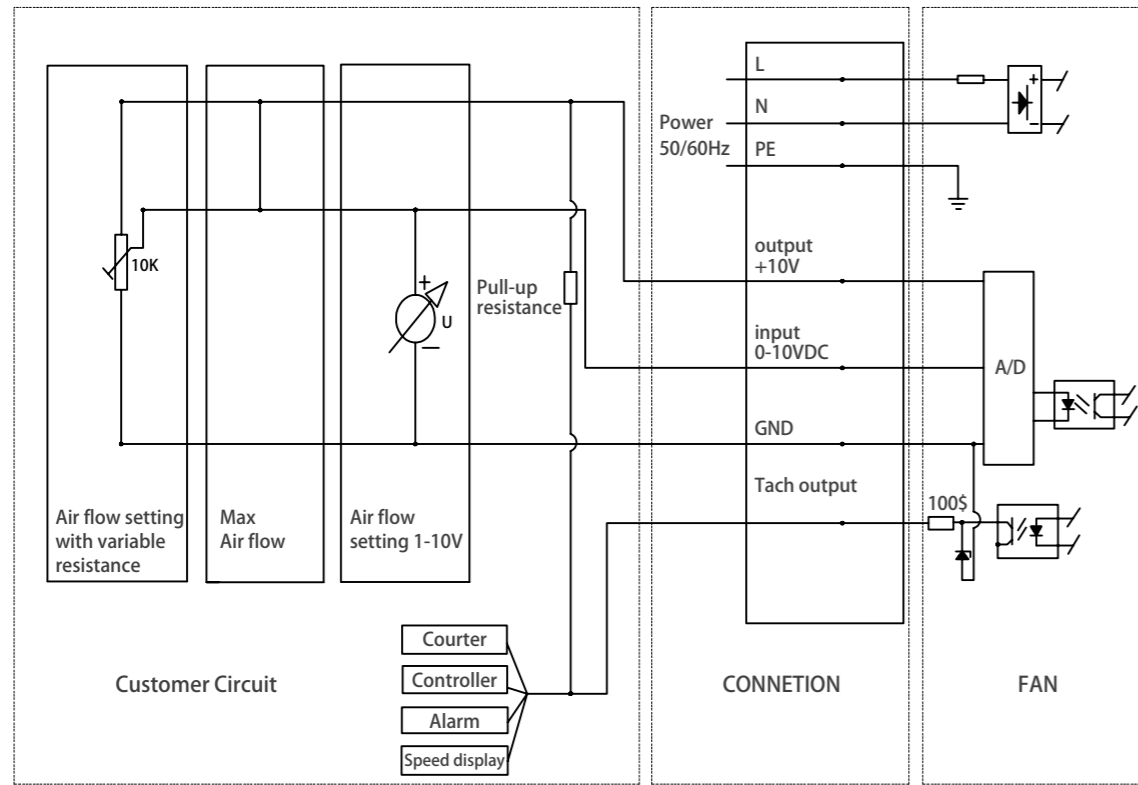 L
N
Power
50/60Hz
PE
output
+10V
10K
+
U
Pull-up
resistance
input
0-10VDC
A/D
GND
Tach output
100$
Air flow setting
with variable
resistance
Max
Air flow
Air flow
setting 1-10V
Courter
Controller
Alarm
Speed display
Customer Circuit
CONNETION
FAN
+
−
−